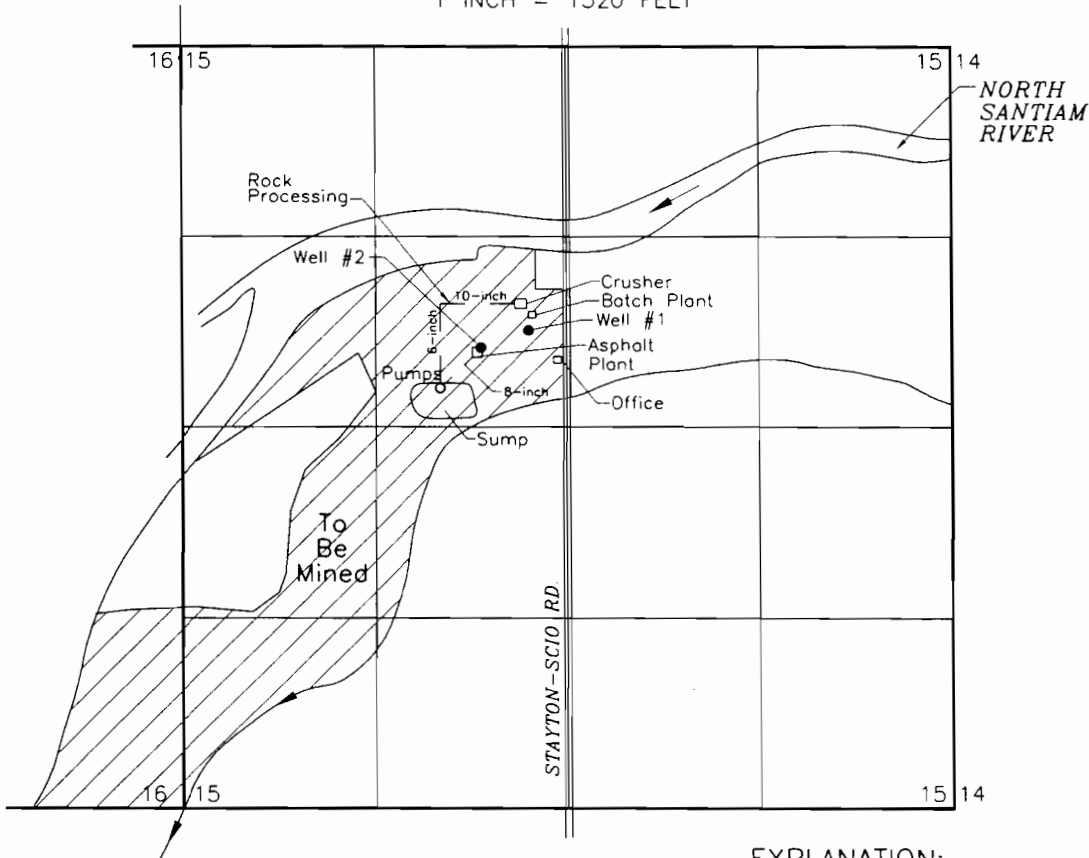 1 INCH = 1320 FEET
16 15
15 14
NORTH
SANTIAM
RIVER
Rock
Processing
Well #2
Crusher
10-inch
Batch Plant
Well #1
6-inch
Asphalt
Plant
Pumps
8-inch
Office
Sump
To
Be
Mined
STAYTON-SCIO RD.
16 15
15 14
EXPLANATION: